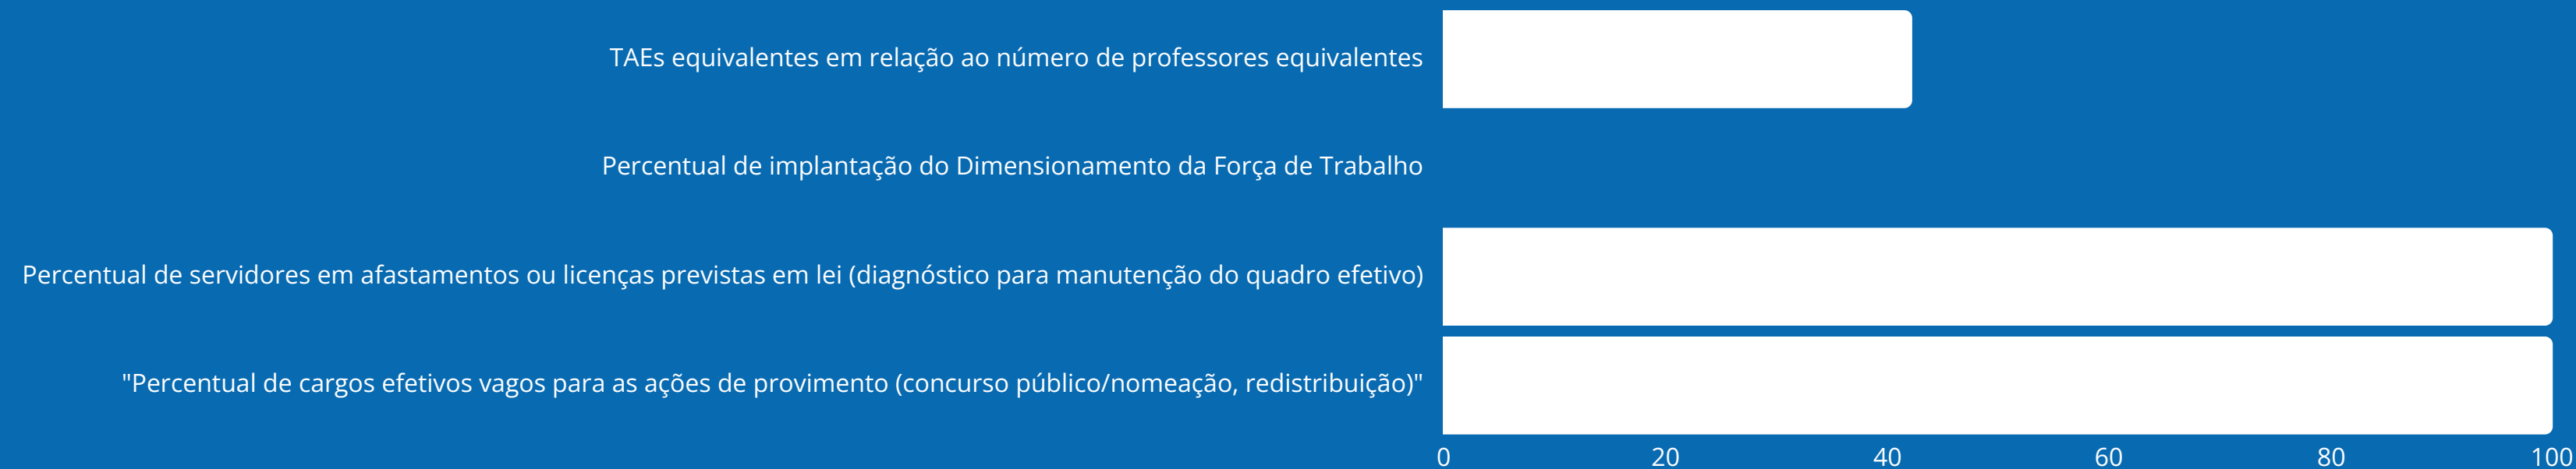 TAEs equivalentes em relação ao número de professores equivalentes
Percentual de implantação do Dimensionamento da Força de Trabalho
Percentual de servidores em afastamentos ou licenças previstas em lei (diagnóstico para manutenção do quadro efetivo)
"Percentual de cargos efetivos vagos para as ações de provimento (concurso público/nomeação, redistribuição)"
0 20 40 60 80 100